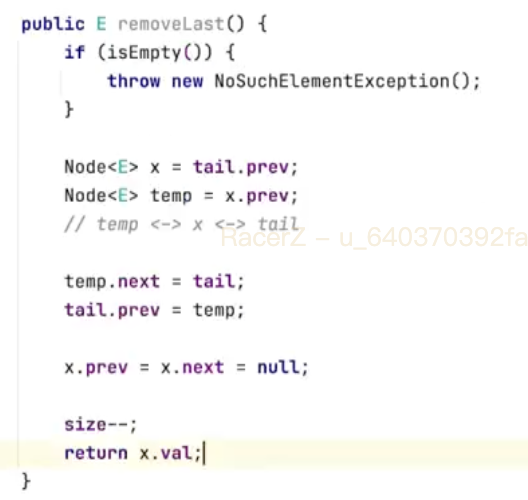 public E removeLast() {
if (isEmpty()) {
throw new NoSuchElementException();
}
Node<E> x = tail.prev;
Node<E> temp = x.prev;
// temp <-> x <-> tail
RacerZ – u_640370392fa
temp.next = tail;
tail.prev = temp;
x.prev = x.next = null;
size--;
return x.val;
}